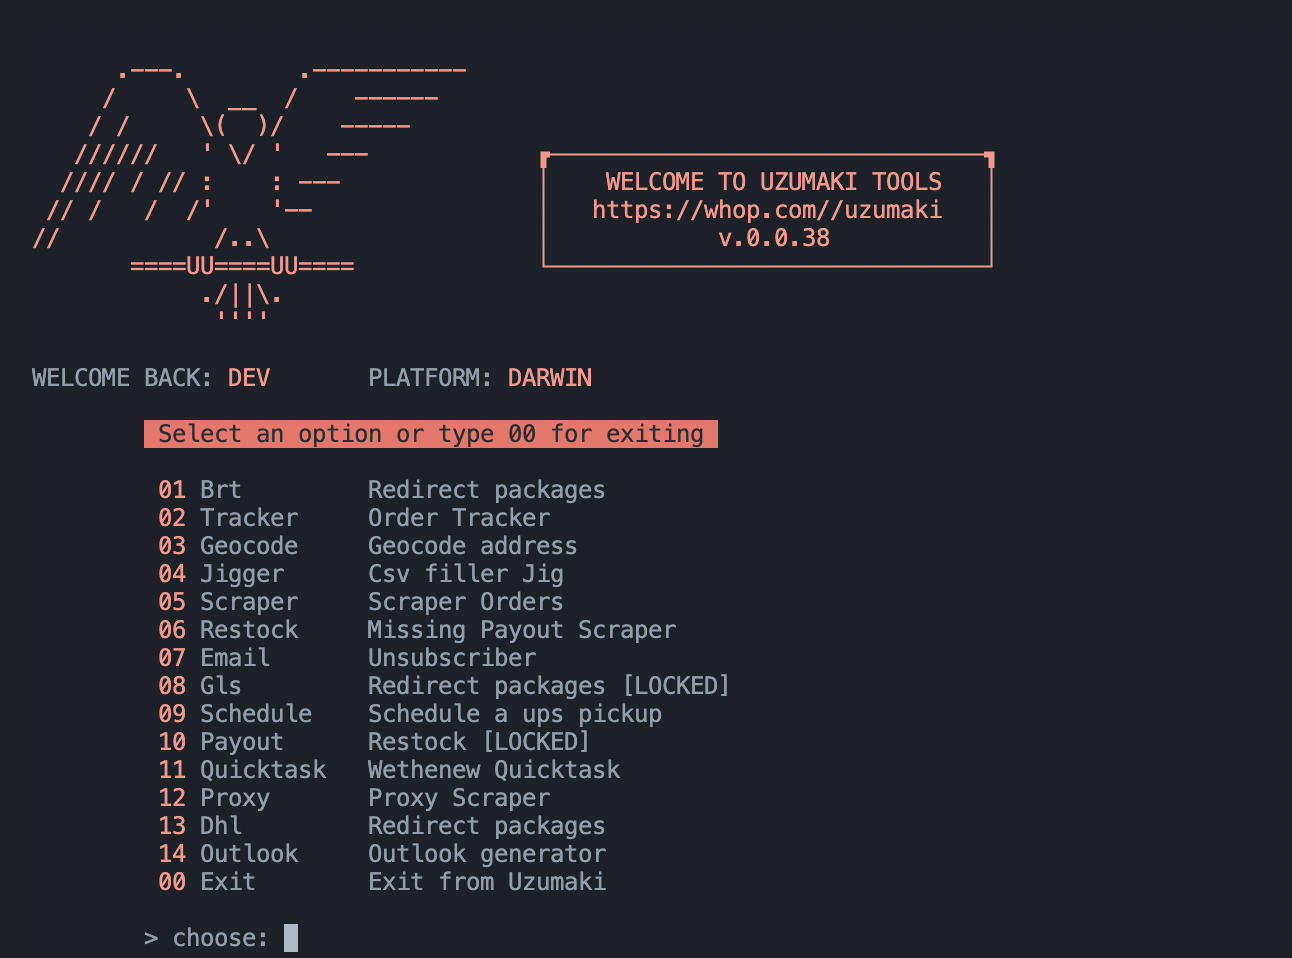 WELCOME TO UZUMAKI TOOLS
https://whop.com//uzumaki
v.0.0.38
====UU====UU====
WELCOME BACK: DEV PLATFORM: DARWIN
Select an option or type 00 for exiting
01 Brt Redirect packages
02 Tracker Order Tracker
03 Geocode Geocode address
04 Jigger Csv filler Jig
05 Scraper Scraper Orders
06 Restock Missing Payout Scraper
07 Email Unsubscriber
08 Gls Redirect packages [LOCKED]
09 Schedule Schedule a ups pickup
10 Payout Restock [LOCKED]
11 Quicktask Wethenew Quicktask
12 Proxy Proxy Scraper
13 Dhl Redirect packages
14 Outlook Outlook generator
00 Exit Exit from Uzumaki
> choose: